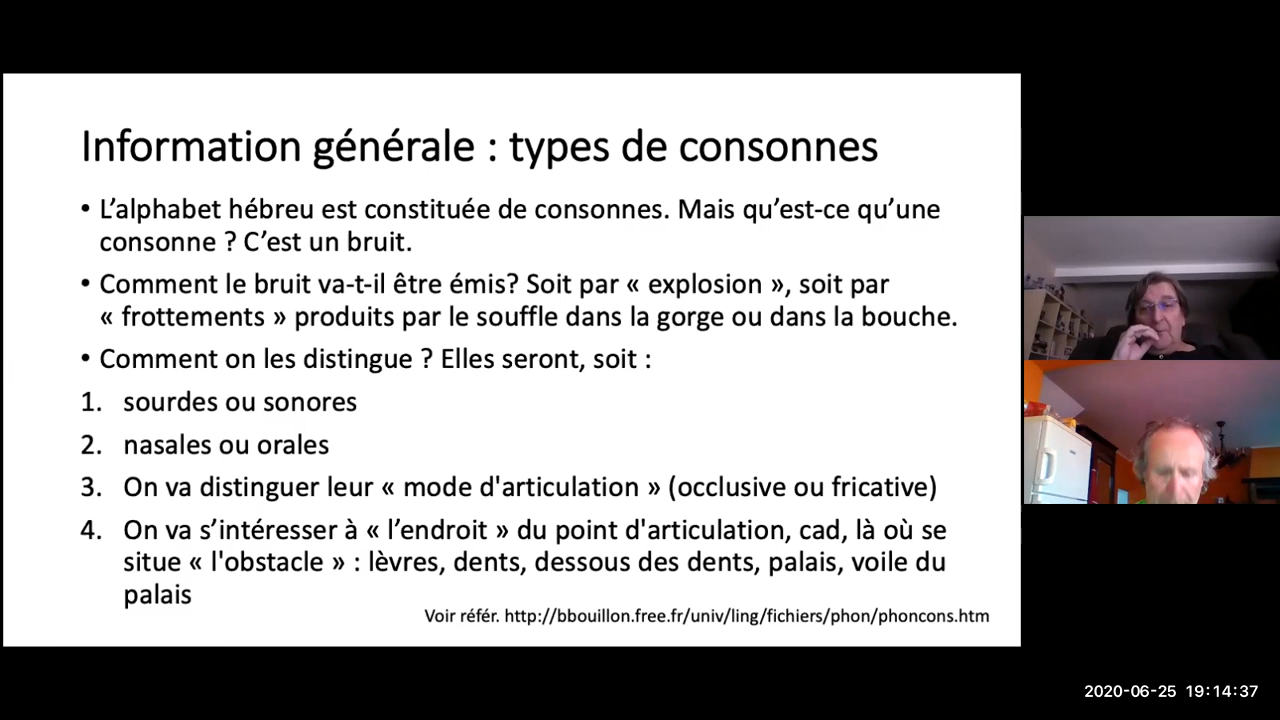 Information générale : types de consonnes
• L’alphabet hébreu est constituée de consonnes. Mais qu’est-ce qu’une
consonne ? C’est un bruit.
• Comment le bruit va-t-il être émis? Soit par « explosion », soit par
« frottements » produits par le souffle dans la gorge ou dans la bouche.
• Comment on les distingue ? Elles seront, soit :
1. sourdes ou sonores
2. nasales ou orales
3. On va distinguer leur « mode d'articulation » (occlusive ou fricative)
4. On va s’intéresser à « l’endroit » du point d'articulation, cad, là où se
situe « l'obstacle » : lèvres, dents, dessous des dents, palais, voile du
palais
Voir référ. http://bbouillon.free.fr/univ/ling/fichiers/phon/phoncons.htm
2020-06-25 19:14:37